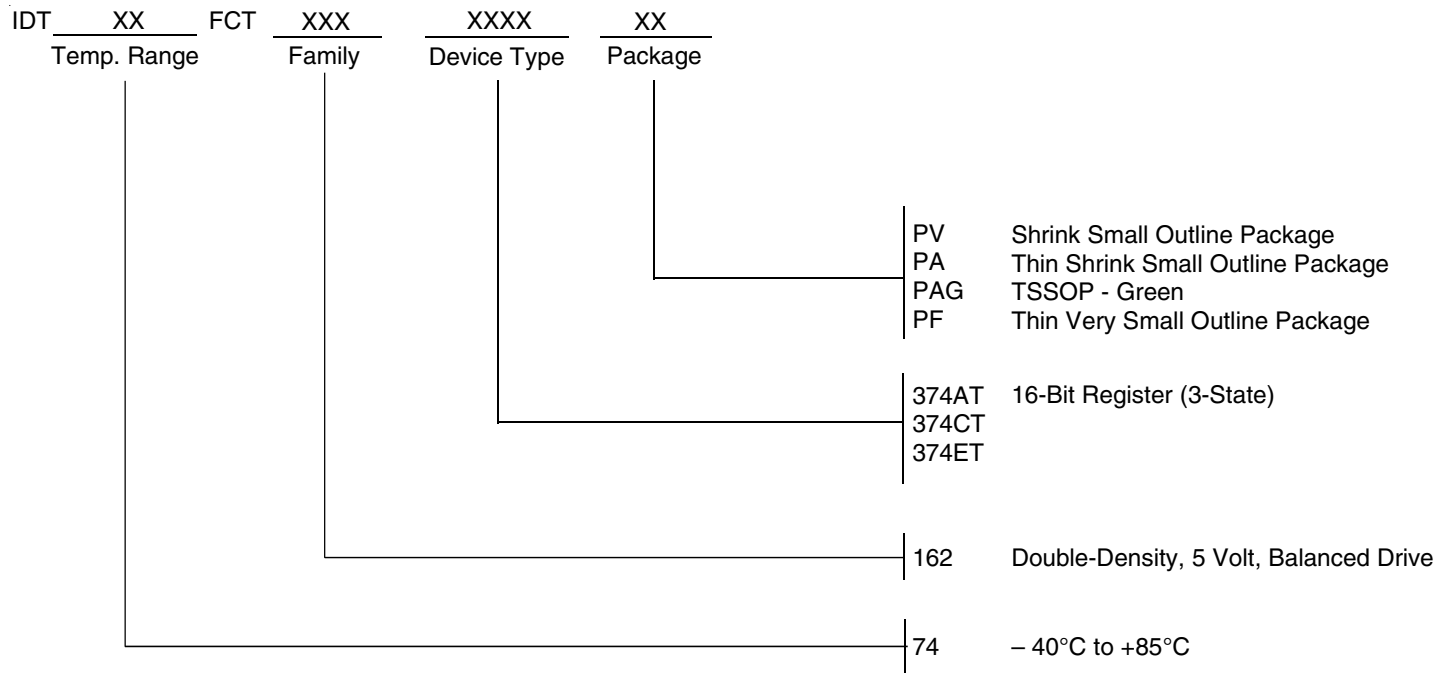 IDT XX FCT XXX XXXX XX
Temp. Range Family Device Type Package
PV Shrink Small Outline Package
PA Thin Shrink Small Outline Package
PAG TSSOP - Green
PF Thin Very Small Outline Package
374AT 16-Bit Register (3-State)
374CT
374ET
162 Double-Density, 5 Volt, Balanced Drive
74 – 40°C to +85°C